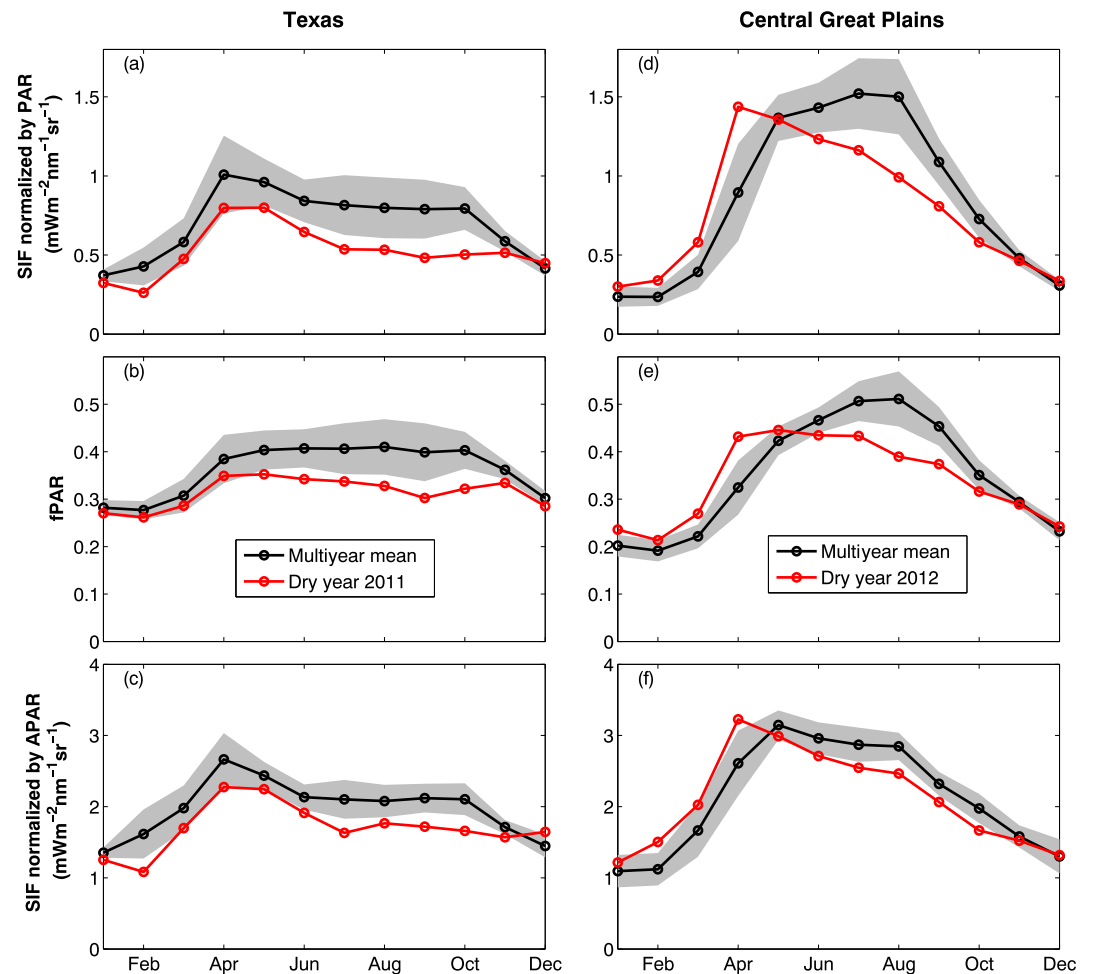 Texas
Central Great Plains
(a)
SIF normalized by PAR
(mWm−2nm−1sr−1)
1.5
1
0.5
0
(d)
1.5
1
0.5
0
(b)
fPAR
0.5
0.4
0.3
0.2
0.1
0
Multiyear mean
Dry year 2011
(e)
0.5
0.4
0.3
0.2
0.1
0
Multiyear mean
Dry year 2012
(c)
SIF normalized by APAR
(mWm−2nm−1sr−1)
4
3
2
1
0
Feb Apr Jun Aug Oct Dec
(f)
4
3
2
1
0
Feb Apr Jun Aug Oct Dec